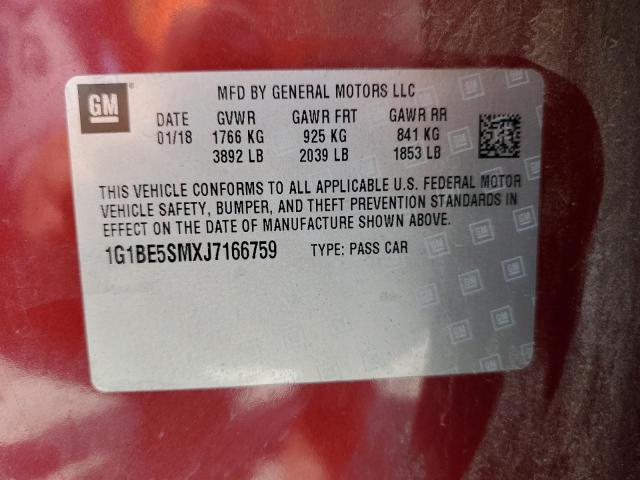 GM
MFD BY GENERAL MOTORS LLC
DATE GVWR GAWR FRT GAWR RR
01/18 1766 KG 925 KG 841 KG
3892 LB 2039 LB 1853 LB
THIS VEHICLE CONFORMS TO ALL APPLICABLE U.S. FEDERAL MOTOR
VEHICLE SAFETY, BUMPER, AND THEFT PREVENTION STANDARDS IN
EFFECT ON THE DATE OF MANUFACTURE SHOWN ABOVE.
1G1BE5SMXJ7166759 TYPE: PASS CAR